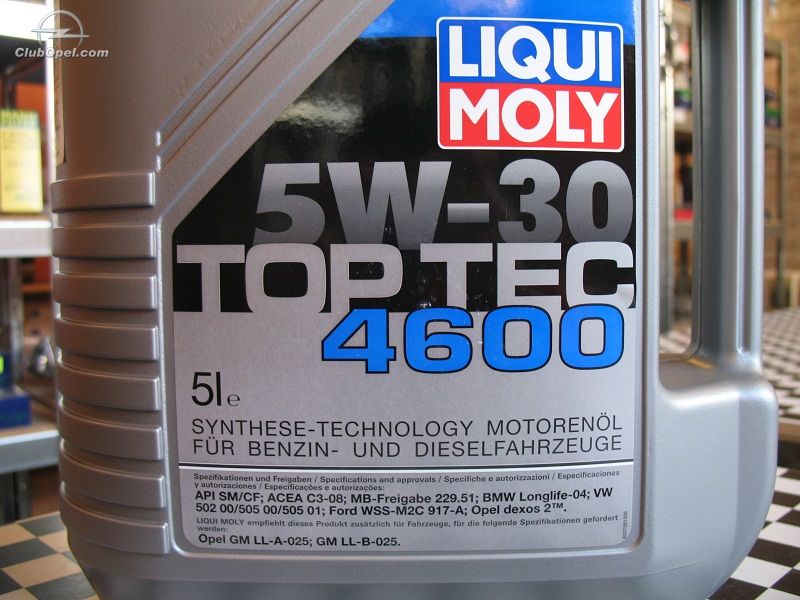 ClubOpel.com
LIQUI
MOLY
5W-30
TOP TEC
4600
5l e
SYNTHESE-TECHNOLOGY MOTORENÖL
FÜR BENZIN- UND DIESELFAHRZEUGE
Spezifikationen und Freigaben / Specifications and approvals / Specifiche e autorizzazioni / Especificaciones
y autorizaciones / Especificações e autorizações:
API SM/CF; ACEA C3-08; MB-Freigabe 229.51; BMW Longlife-04; VW
502 00/505 00/505 01; Ford WSS-M2C 917-A; Opel dexos 2™.
LIQUI MOLY empfiehlt dieses Produkt zusätzlich für Fahrzeuge, für die folgende Spezifikationen gefordert
werden:
Opel GM LL-A-025; GM LL-B-025.